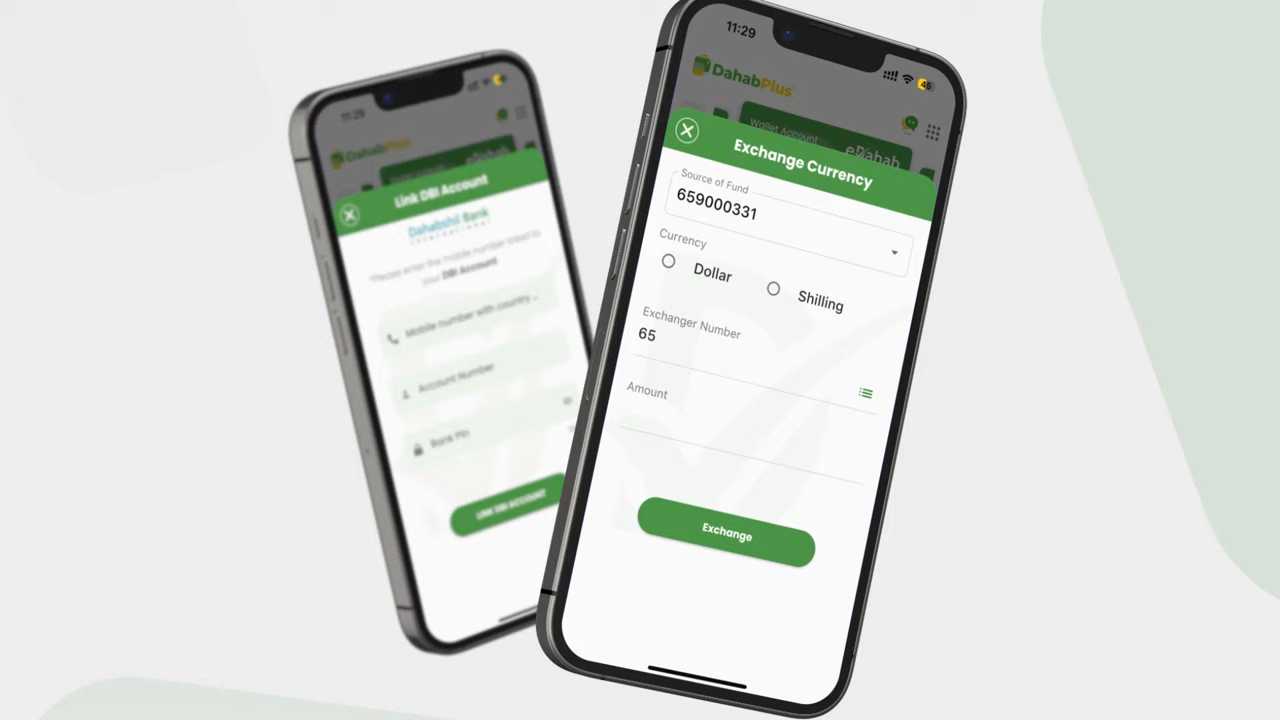 11:29
DahabPlus
Link DBI Account
Dahabshil Bank
International
*Please enter the mobile number linked to
your DBI Account
Mobile number with country ...
Account Number
Bank Pin
LINK DBI ACCOUNT
11:29
45
DahabPlus
Wallet Account
eDahab
Exchange Currency
Source of Fund
659000331
Currency
Dollar
Shilling
Exchanger Number
65
Amount
Exchange